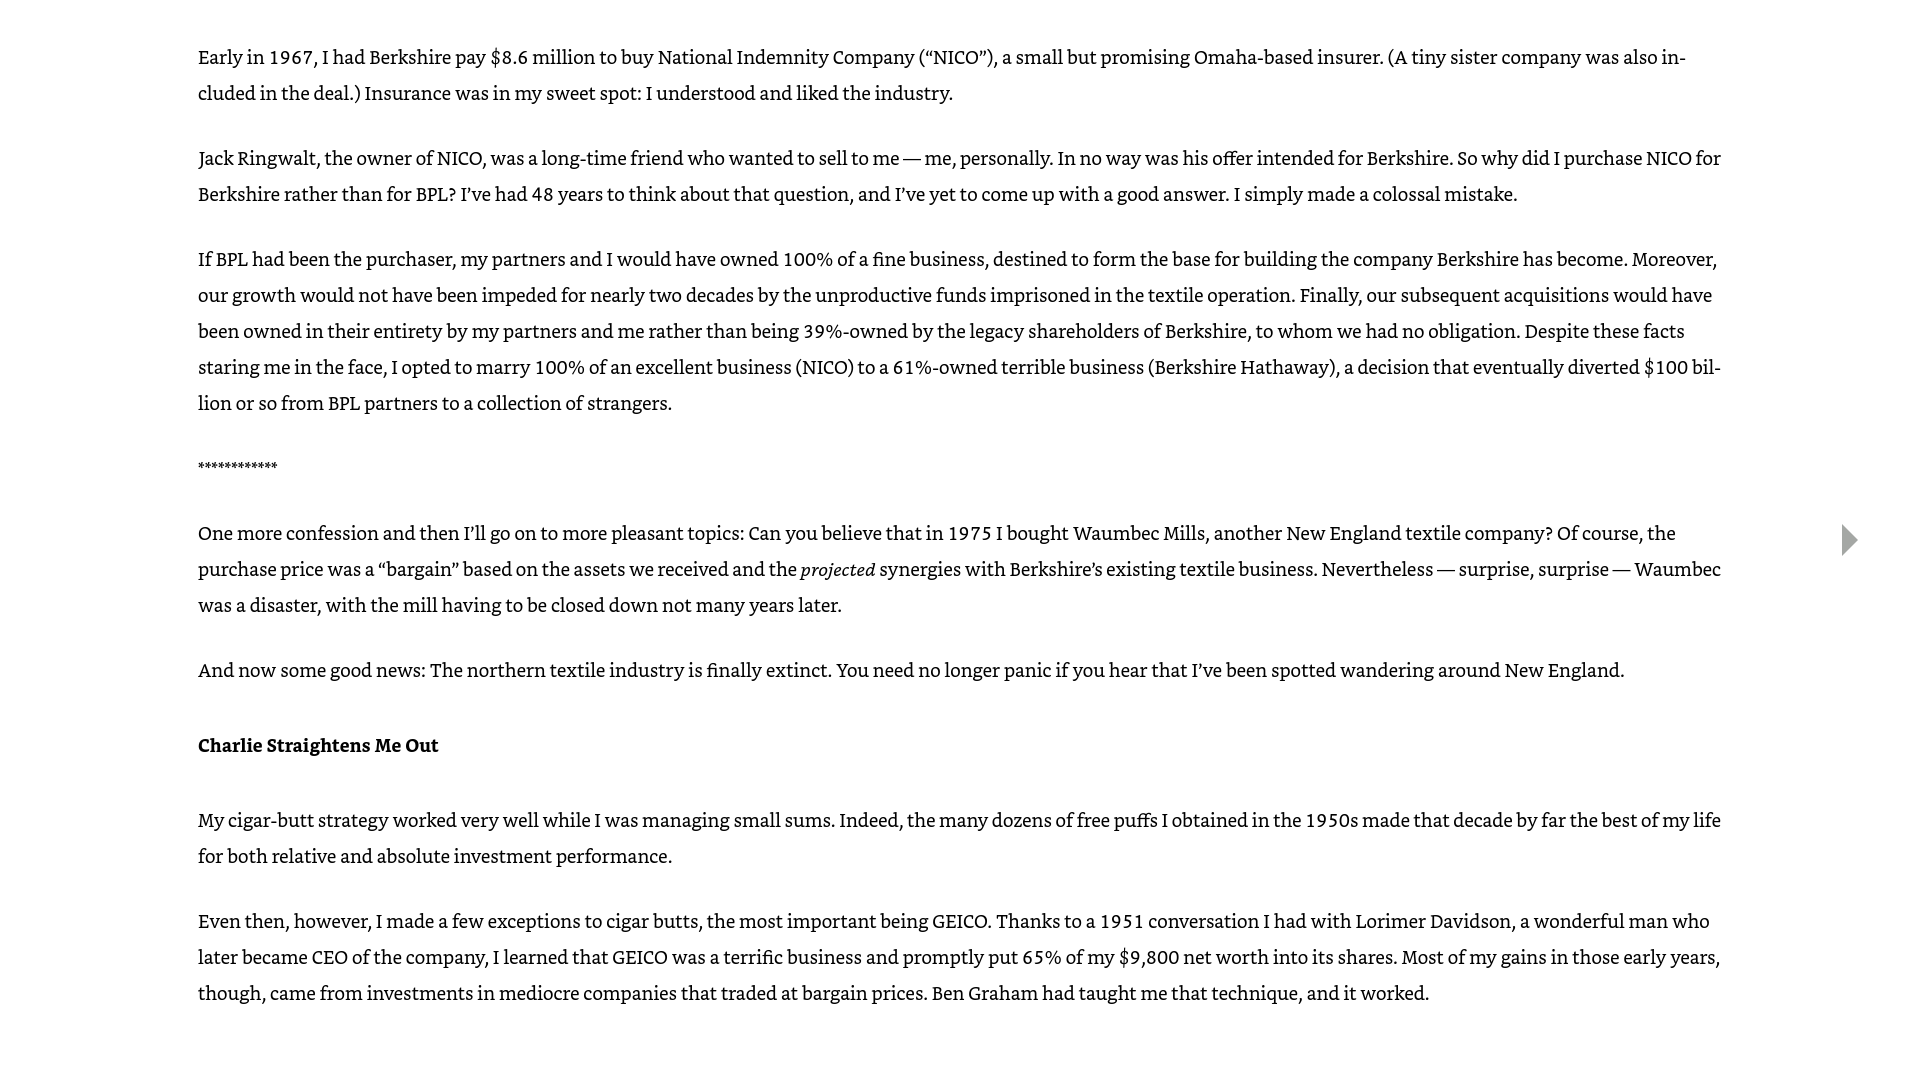 Early in 1967, I had Berkshire pay $8.6 million to buy National Indemnity Company (“NICO”), a small but promising Omaha-based insurer. (A tiny sister company was also in-
cluded in the deal.) Insurance was in my sweet spot: I understood and liked the industry.
Jack Ringwalt, the owner of NICO, was a long-time friend who wanted to sell to me — me, personally. In no way was his offer intended for Berkshire. So why did I purchase NICO for
Berkshire rather than for BPL? I’ve had 48 years to think about that question, and I’ve yet to come up with a good answer. I simply made a colossal mistake.
If BPL had been the purchaser, my partners and I would have owned 100% of a fine business, destined to form the base for building the company Berkshire has become. Moreover,
our growth would not have been impeded for nearly two decades by the unproductive funds imprisoned in the textile operation. Finally, our subsequent acquisitions would have
been owned in their entirety by my partners and me rather than being 39%-owned by the legacy shareholders of Berkshire, to whom we had no obligation. Despite these facts
staring me in the face, I opted to marry 100% of an excellent business (NICO) to a 61%-owned terrible business (Berkshire Hathaway), a decision that eventually diverted $100 bil-
lion or so from BPL partners to a collection of strangers.
************
One more confession and then I’ll go on to more pleasant topics: Can you believe that in 1975 I bought Waumbec Mills, another New England textile company? Of course, the
purchase price was a “bargain” based on the assets we received and the projected synergies with Berkshire’s existing textile business. Nevertheless — surprise, surprise — Waumbec
was a disaster, with the mill having to be closed down not many years later.
And now some good news: The northern textile industry is finally extinct. You need no longer panic if you hear that I’ve been spotted wandering around New England.
Charlie Straightens Me Out
My cigar-butt strategy worked very well while I was managing small sums. Indeed, the many dozens of free puffs I obtained in the 1950s made that decade by far the best of my life
for both relative and absolute investment performance.
Even then, however, I made a few exceptions to cigar butts, the most important being GEICO. Thanks to a 1951 conversation I had with Lorimer Davidson, a wonderful man who
later became CEO of the company, I learned that GEICO was a terrific business and promptly put 65% of my $9,800 net worth into its shares. Most of my gains in those early years,
though, came from investments in mediocre companies that traded at bargain prices. Ben Graham had taught me that technique, and it worked.